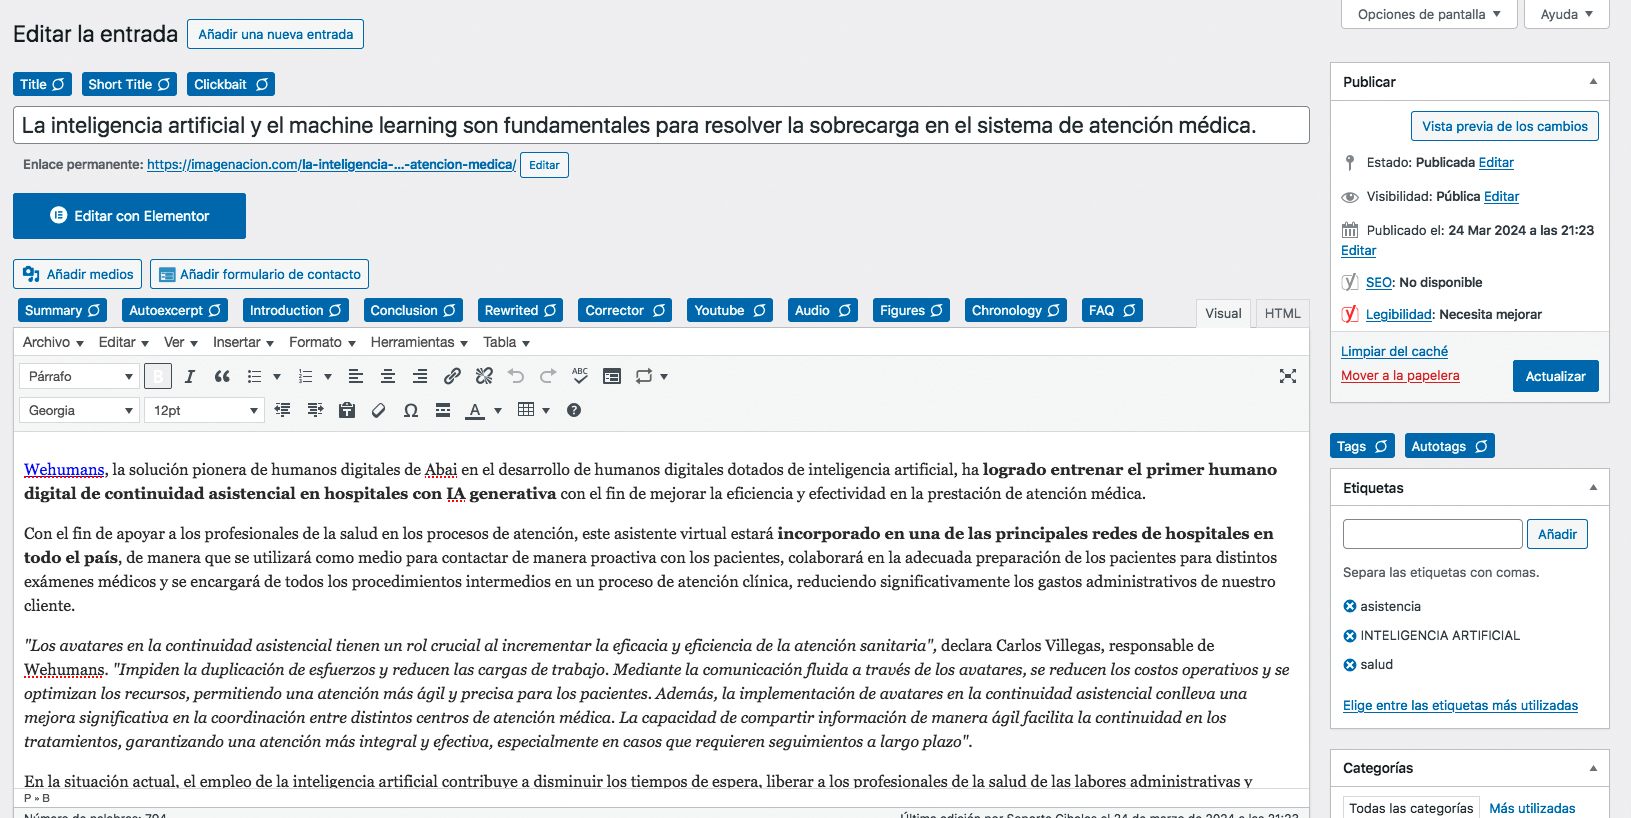 Opciones de pantalla
Ayuda
Editar la entrada
Añadir una nueva entrada
Title
Short Title
Clickbait
La inteligencia artificial y el machine learning son fundamentales para resolver la sobrecarga en el sistema de atención médica.
Enlace permanente: https://imagenacion.com/la-inteligencia-...-atencion-medica/ Editar
Editar con Elementor
Añadir medios
Añadir formulario de contacto
Summary
Autoexcerpt
Introduction
Conclusion
Rewrited
Corrector
Youtube
Audio
Figures
Chronology
FAQ
Visual
HTML
Archivo
Editar
Ver
Insertar
Formato
Herramientas
Tabla
Párrafo
B
I
ABC
Georgia
12pt
Ω
A
Wehumans, la solución pionera de humanos digitales de Abai en el desarrollo de humanos digitales dotados de inteligencia artificial, ha logrado entrenar el primer humano
digital de continuidad asistencial en hospitales con IA generativa con el fin de mejorar la eficiencia y efectividad en la prestación de atención médica.
Con el fin de apoyar a los profesionales de la salud en los procesos de atención, este asistente virtual estará incorporado en una de las principales redes de hospitales en
todo el país, de manera que se utilizará como medio para contactar de manera proactiva con los pacientes, colaborará en la adecuada preparación de los pacientes para distintos
exámenes médicos y se encargará de todos los procedimientos intermedios en un proceso de atención clínica, reduciendo significativamente los gastos administrativos de nuestro
cliente.
"Los avatares en la continuidad asistencial tienen un rol crucial al incrementar la eficacia y eficiencia de la atención sanitaria", declara Carlos Villegas, responsable de
Wehumans. "Impiden la duplicación de esfuerzos y reducen las cargas de trabajo. Mediante la comunicación fluida a través de los avatares, se reducen los costos operativos y se
optimizan los recursos, permitiendo una atención más ágil y precisa para los pacientes. Además, la implementación de avatares en la continuidad asistencial conlleva una
mejora significativa en la coordinación entre distintos centros de atención médica. La capacidad de compartir información de manera ágil facilita la continuidad en los
tratamientos, garantizando una atención más integral y efectiva, especialmente en casos que requieren seguimientos a largo plazo".
En la situación actual, el empleo de la inteligencia artificial contribuye a disminuir los tiempos de espera, liberar a los profesionales de la salud de las labores administrativas y
P » B
Número de palabras: 794
Última edición por Soporte Cibeles el 24 de marzo de 2024 a las 21:23
Publicar
Vista previa de los cambios
Estado: Publicada Editar
Visibilidad: Pública Editar
Publicado el: 24 Mar 2024 a las 21:23
Editar
SEO: No disponible
Legibilidad: Necesita mejorar
Limpiar del caché
Mover a la papelera
Actualizar
Tags
Autotags
Etiquetas
Añadir
Separa las etiquetas con comas.
asistencia
INTELIGENCIA ARTIFICIAL
salud
Elige entre las etiquetas más utilizadas
Categorías
Todas las categorías
Más utilizadas